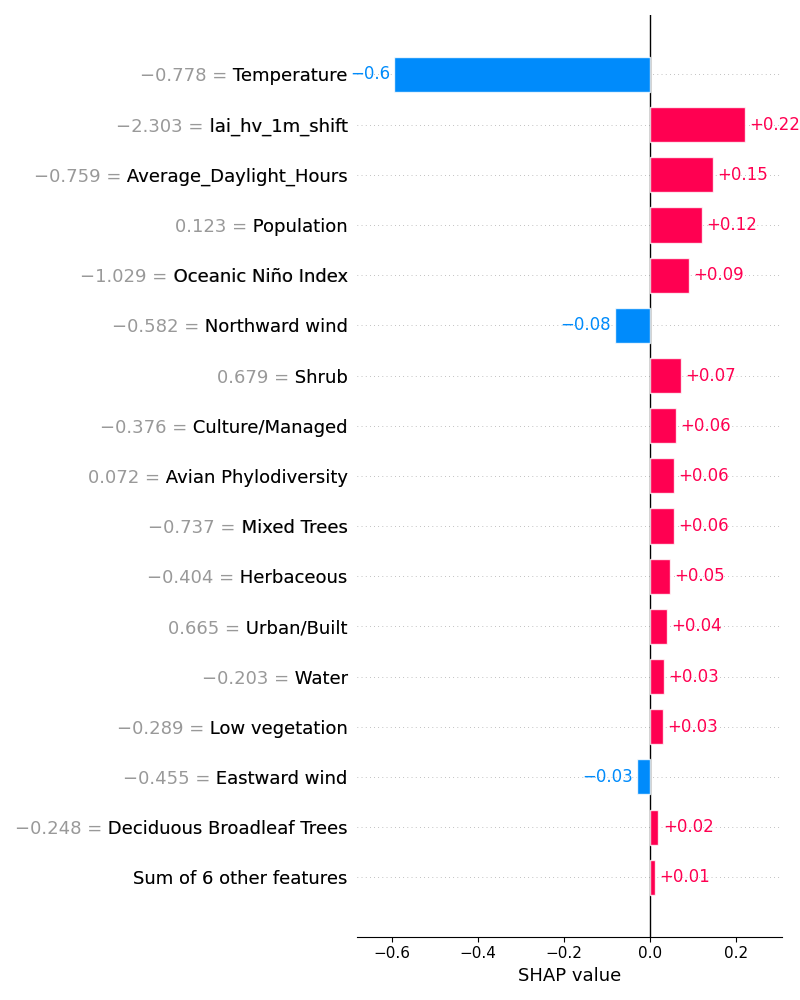 −0.778 = Temperature −0.6
−2.303 = lai_hv_1m_shift +0.22
−0.759 = Average_Daylight_Hours +0.15
0.123 = Population +0.12
−1.029 = Oceanic Niño Index +0.09
−0.582 = Northward wind −0.08
0.679 = Shrub +0.07
−0.376 = Culture/Managed +0.06
0.072 = Avian Phylodiversity +0.06
−0.737 = Mixed Trees +0.06
−0.404 = Herbaceous +0.05
0.665 = Urban/Built +0.04
−0.203 = Water +0.03
−0.289 = Low vegetation +0.03
−0.455 = Eastward wind −0.03
−0.248 = Deciduous Broadleaf Trees +0.02
Sum of 6 other features +0.01
−0.6 −0.4 −0.2 0.0 0.2
SHAP value